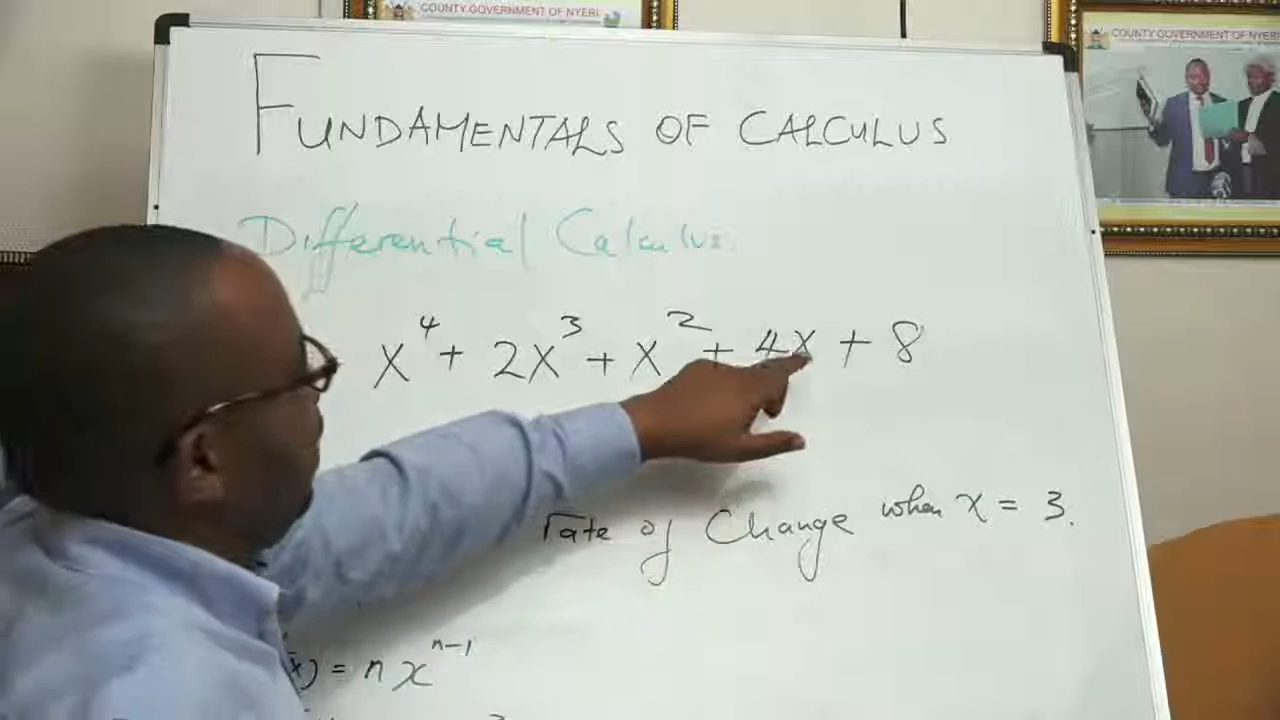 COUNTY GOVERNMENT OF NYERI
COUNTY GOVERNMENT OF NYERI
FUNDAMENTALS OF CALCULUS
Differential Calculus
x⁴ + 2x³ + x² + 4x + 8
rate of Change when x = 3.
x) = n x^{n-1}